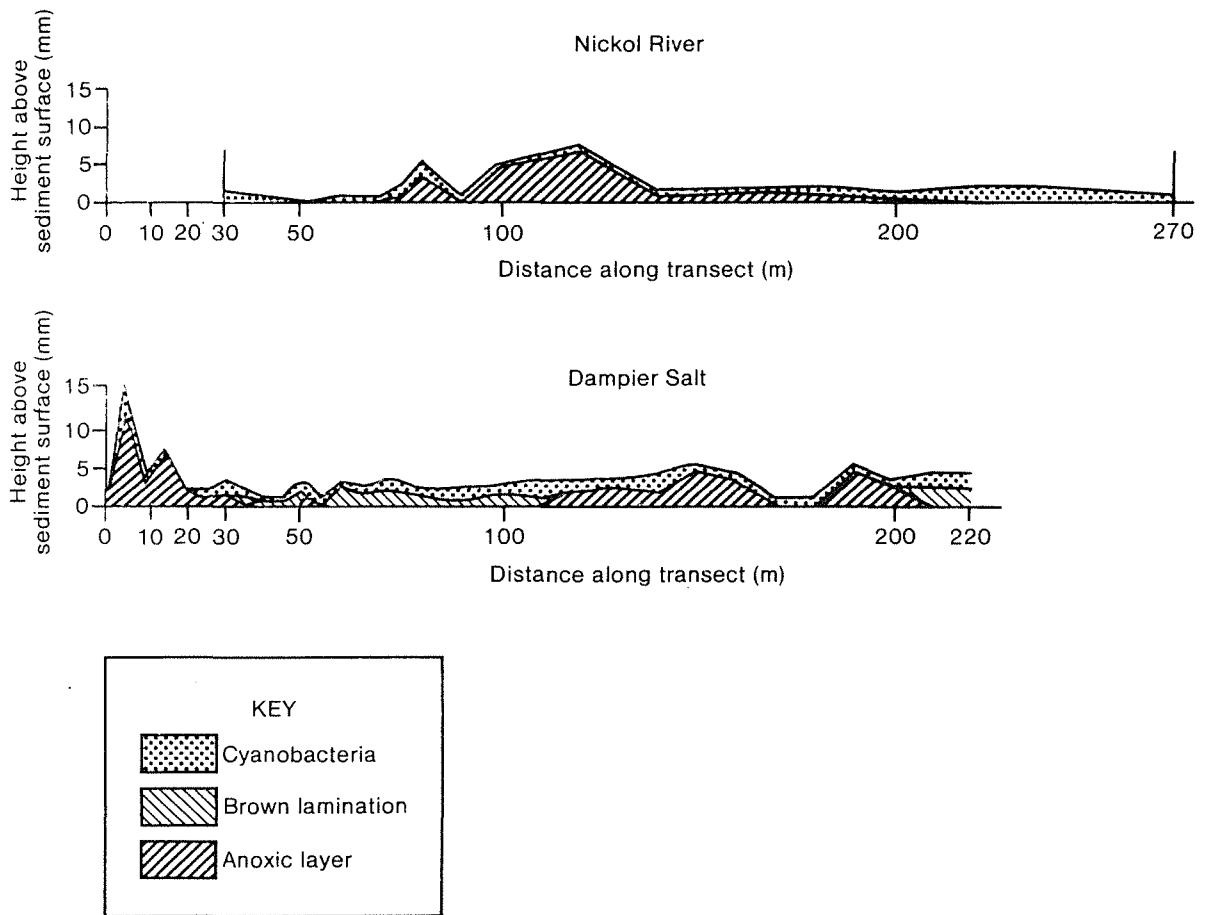 Nickol River
Height above
sediment surface (mm)
15
10
5
0
0 10 20 30 50 100 200 270
Distance along transect (m)
Dampier Salt
Height above
sediment surface (mm)
15
10
5
0
0 10 20 30 50 100 200 220
Distance along transect (m)
KEY
Cyanobacteria
Brown lamination
Anoxic layer